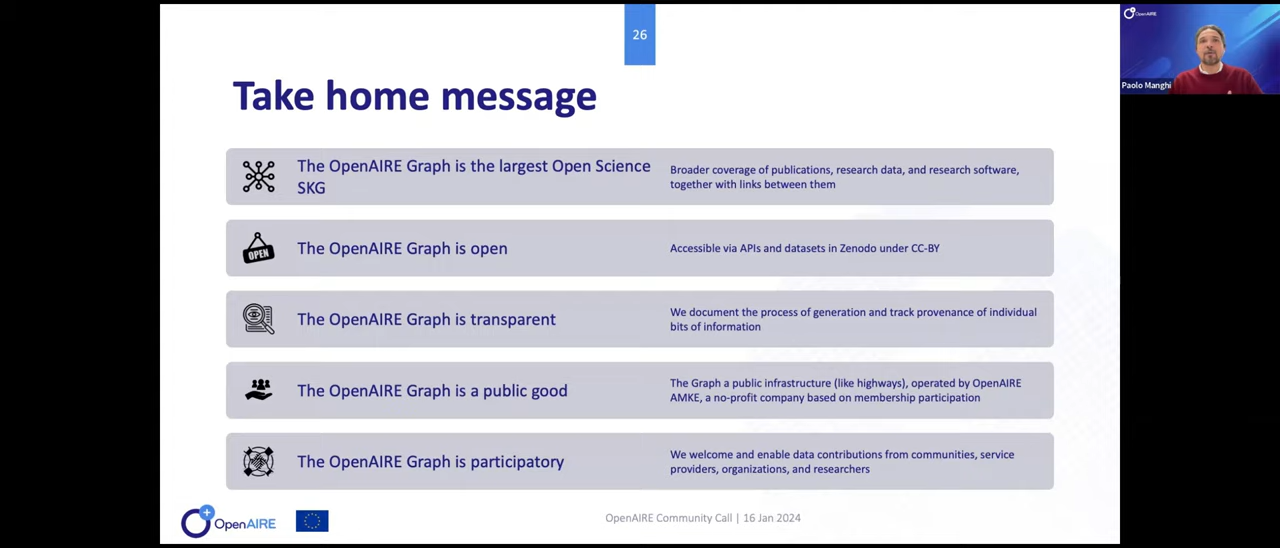 26
OpenAIRE
Paolo Manghi
Take home message
The OpenAIRE Graph is the largest Open Science
SKG
Broader coverage of publications, research data, and research software,
together with links between them
OPEN
The OpenAIRE Graph is open
Accessible via APIs and datasets in Zenodo under CC-BY
The OpenAIRE Graph is transparent
We document the process of generation and track provenance of individual
bits of information
The OpenAIRE Graph is a public good
The Graph a public infrastructure (like highways), operated by OpenAIRE
AMKE, a no-profit company based on membership participation
The OpenAIRE Graph is participatory
We welcome and enable data contributions from communities, service
providers, organizations, and researchers
OpenAIRE
OpenAIRE Community Call | 16 Jan 2024